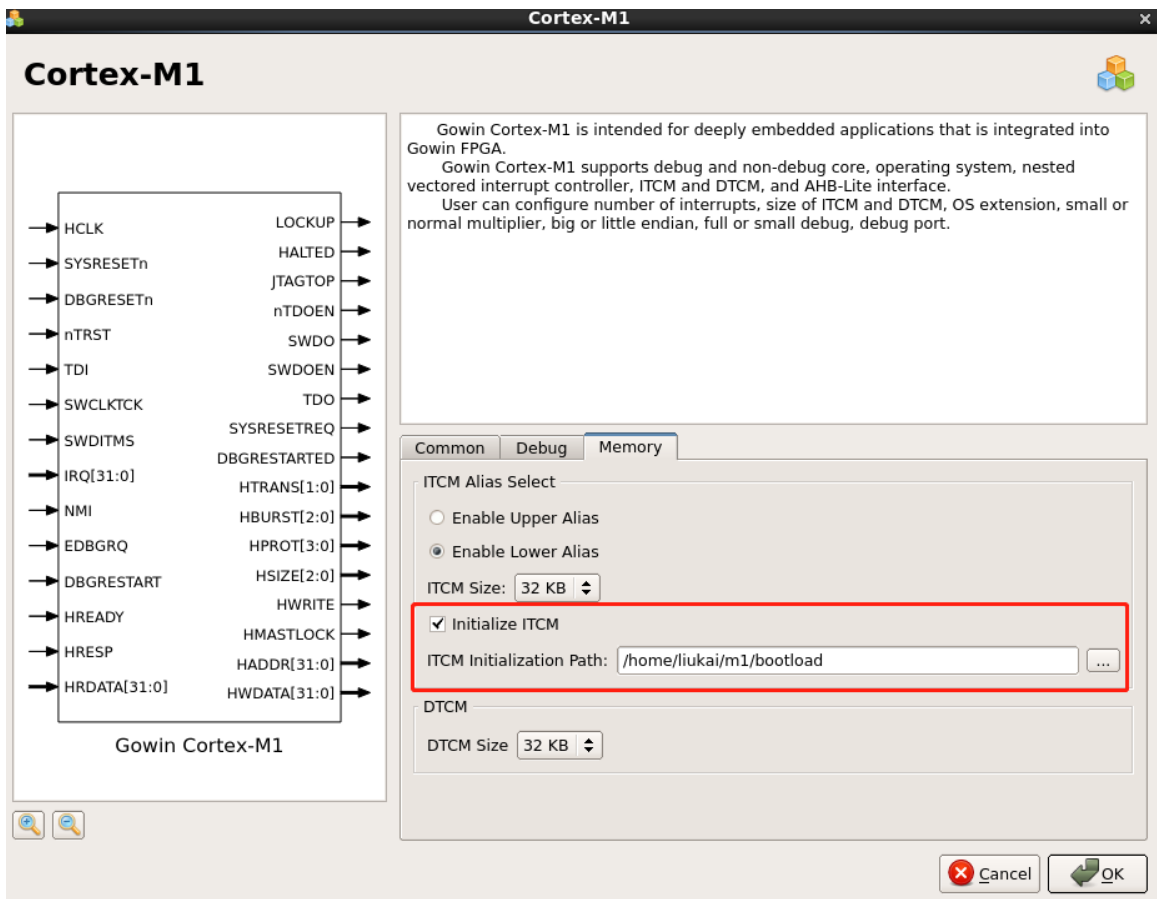 Cortex-M1
Cortex-M1
HCLK
SYSRESETn
DBGRESETn
nTRST
TDI
SWCLKTCK
SWDITMS
IRQ[31:0]
NMI
EDBGRQ
DBGRESTART
HREADY
HRESP
HRDATA[31:0]
LOCKUP
HALTED
JTAGTOP
nTDOEN
SWDO
SWDOEN
TDO
SYSRESETREQ
DBGRESTARTED
HTRANS[1:0]
HBURST[2:0]
HPROT[3:0]
HSIZE[2:0]
HWRITE
HMASTLOCK
HADDR[31:0]
HWDATA[31:0]
Gowin Cortex-M1
Gowin Cortex-M1 is intended for deeply embedded applications that is integrated into
Gowin FPGA.
Gowin Cortex-M1 supports debug and non-debug core, operating system, nested
vectored interrupt controller, ITCM and DTCM, and AHB-Lite interface.
User can configure number of interrupts, size of ITCM and DTCM, OS extension, small or
normal multiplier, big or little endian, full or small debug, debug port.
Common Debug Memory
ITCM Alias Select
Enable Upper Alias
Enable Lower Alias
ITCM Size: 32 KB
Initialize ITCM
ITCM Initialization Path: /home/liukai/m1/bootload ...
DTCM
DTCM Size 32 KB
Cancel OK